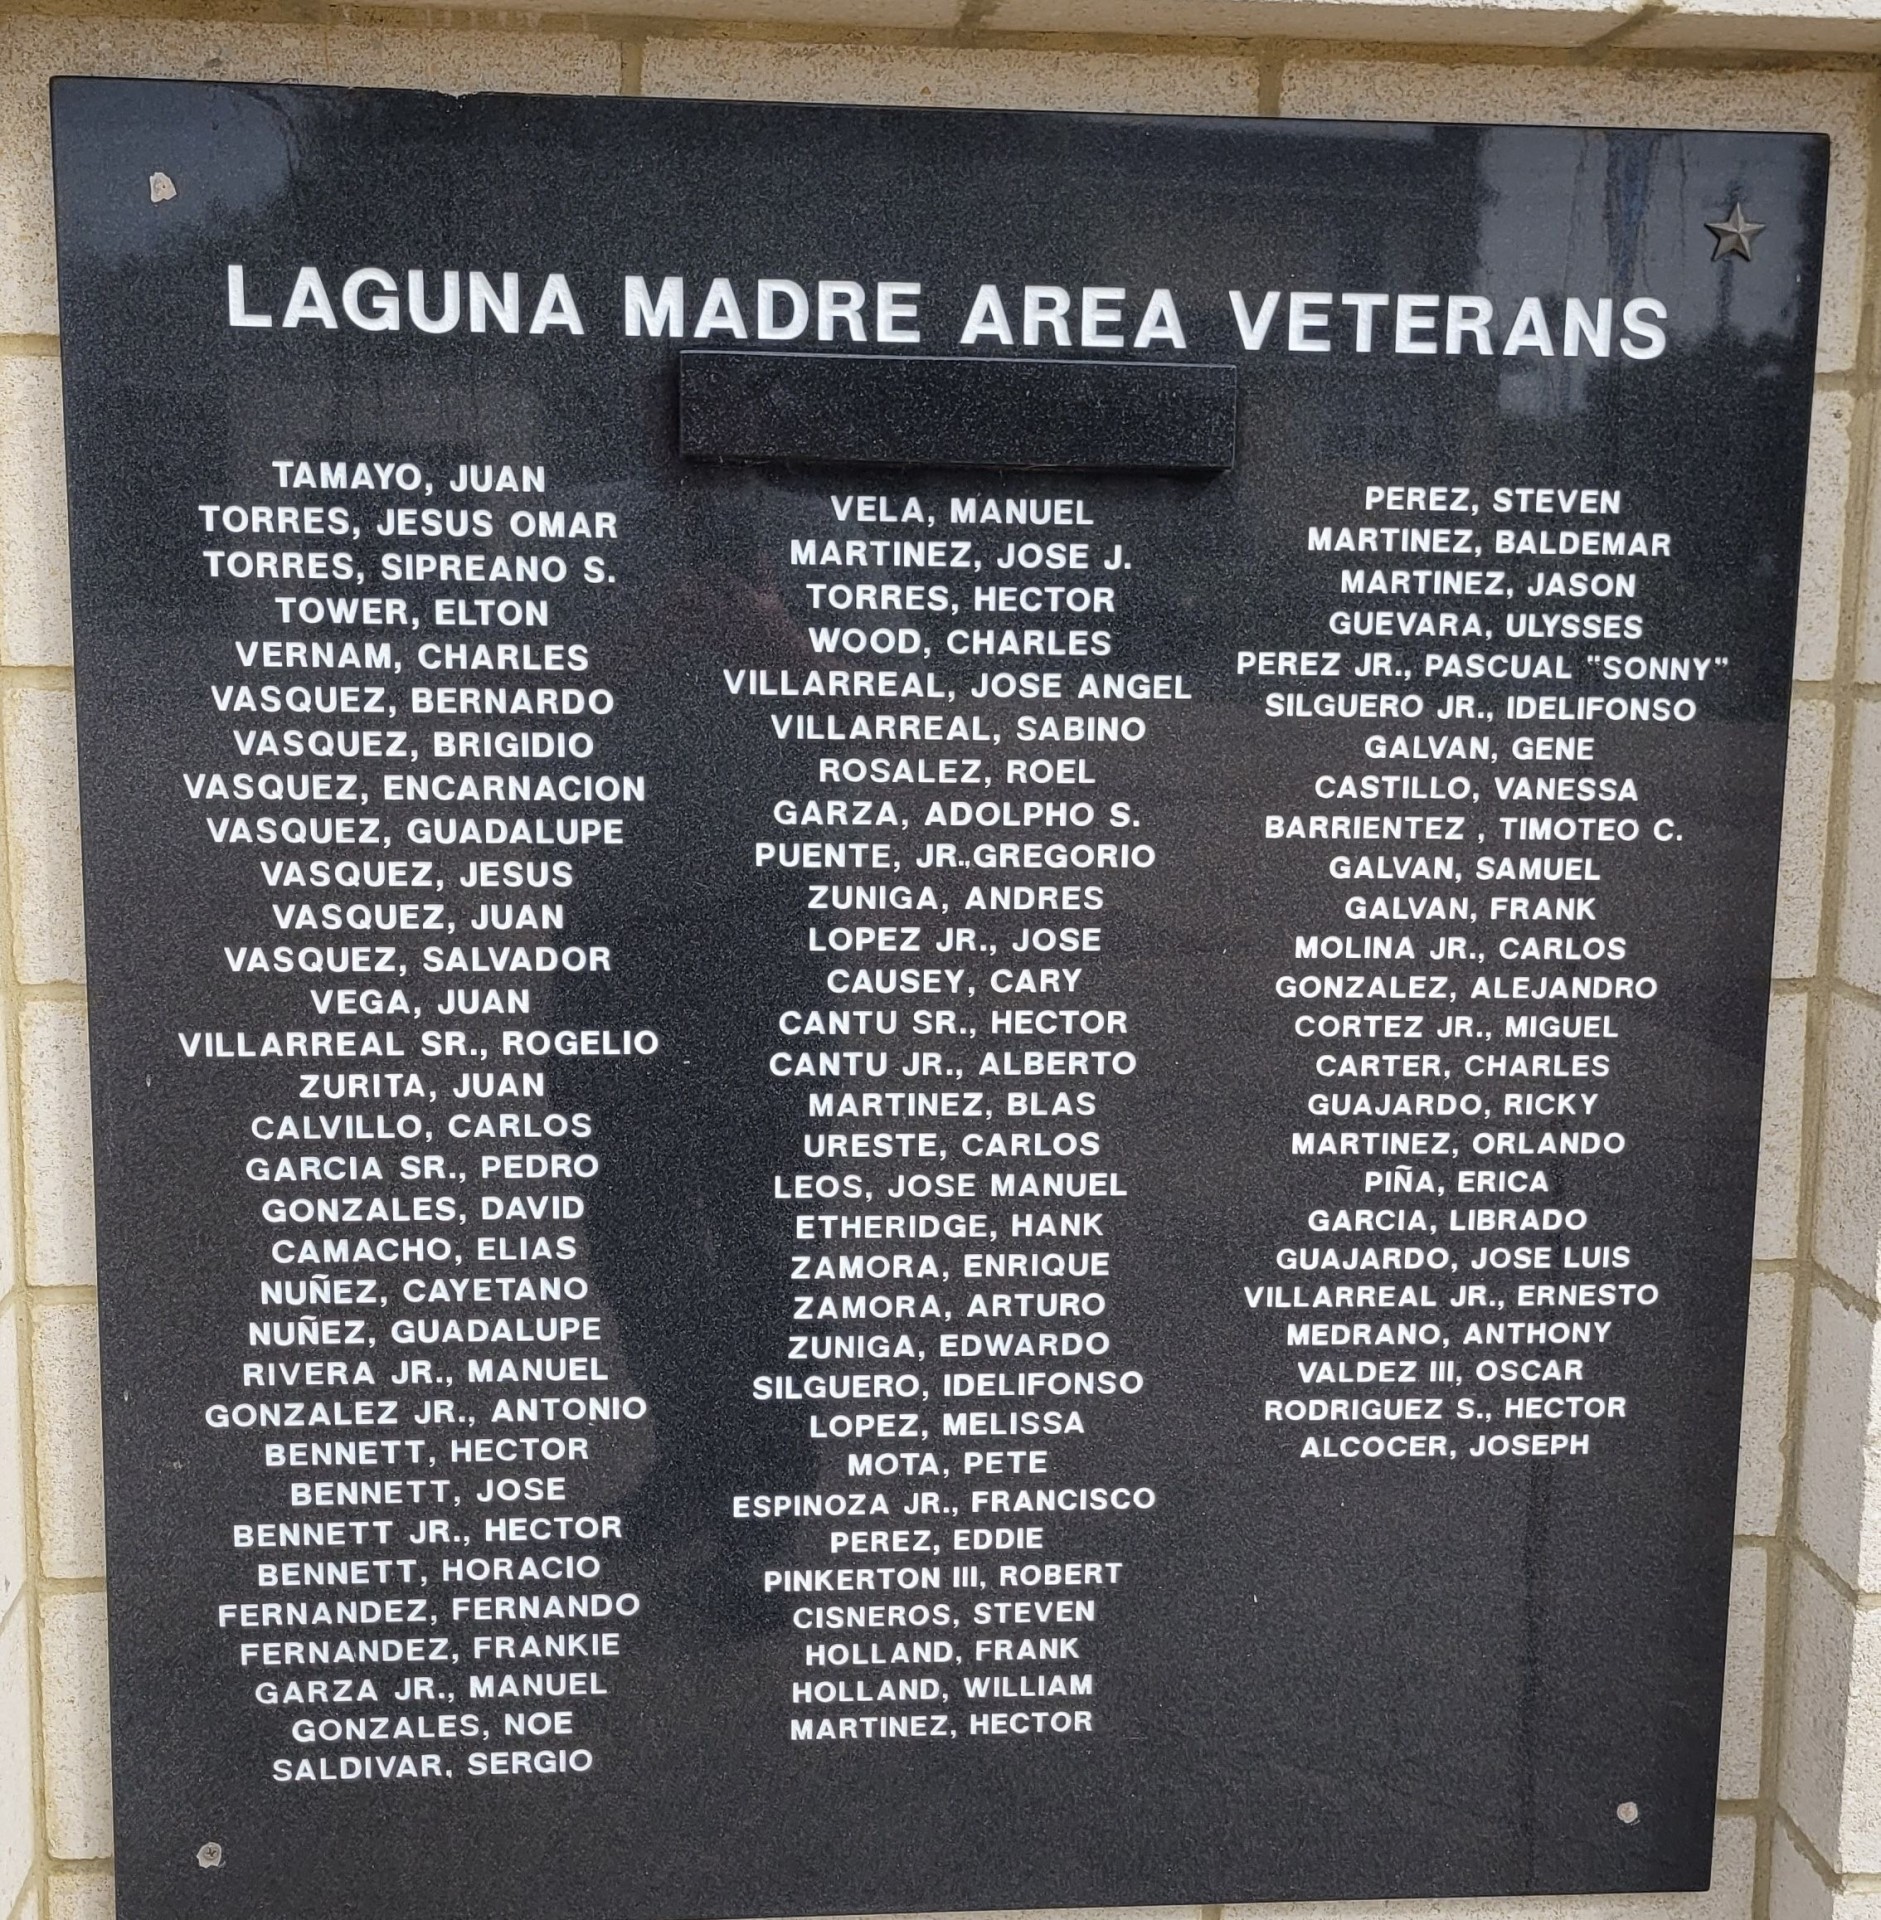 LAGUNA MADRE AREA VETERANS
TAMAYO, JUAN
TORRES, JESUS OMAR
TORRES, SIPREANO S.
TOWER, ELTON
VERNAM, CHARLES
VASQUEZ, BERNARDO
VASQUEZ, BRIGIDIO
VASQUEZ, ENCARNACION
VASQUEZ, GUADALUPE
VASQUEZ, JESUS
VASQUEZ, JUAN
VASQUEZ, SALVADOR
VEGA, JUAN
VILLARREAL SR., ROGELIO
ZURITA, JUAN
CALVILLO, CARLOS
GARCIA SR., PEDRO
GONZALES, DAVID
CAMACHO, ELIAS
NUÑEZ, CAYETANO
NUÑEZ, GUADALUPE
RIVERA JR., MANUEL
GONZALEZ JR., ANTONIO
BENNETT, HECTOR
BENNETT, JOSE
BENNETT JR., HECTOR
BENNETT, HORACIO
FERNANDEZ, FERNANDO
FERNANDEZ, FRANKIE
GARZA JR., MANUEL
GONZALES, NOE
SALDIVAR, SERGIO
VELA, MANUEL
MARTINEZ, JOSE J.
TORRES, HECTOR
WOOD, CHARLES
VILLARREAL, JOSE ANGEL
VILLARREAL, SABINO
ROSALEZ, ROEL
GARZA, ADOLPHO S.
PUENTE, JR.,GREGORIO
ZUNIGA, ANDRES
LOPEZ JR., JOSE
CAUSEY, CARY
CANTU SR., HECTOR
CANTU JR., ALBERTO
MARTINEZ, BLAS
URESTE, CARLOS
LEOS, JOSE MANUEL
ETHERIDGE, HANK
ZAMORA, ENRIQUE
ZAMORA, ARTURO
ZUNIGA, EDWARDO
SILGUERO, IDELIFONSO
LOPEZ, MELISSA
MOTA, PETE
ESPINOZA JR., FRANCISCO
PEREZ, EDDIE
PINKERTON III, ROBERT
CISNEROS, STEVEN
HOLLAND, FRANK
HOLLAND, WILLIAM
MARTINEZ, HECTOR
PEREZ, STEVEN
MARTINEZ, BALDEMAR
MARTINEZ, JASON
GUEVARA, ULYSSES
PEREZ JR., PASCUAL "SONNY"
SILGUERO JR., IDELIFONSO
GALVAN, GENE
CASTILLO, VANESSA
BARRIENTEZ , TIMOTEO C.
GALVAN, SAMUEL
GALVAN, FRANK
MOLINA JR., CARLOS
GONZALEZ, ALEJANDRO
CORTEZ JR., MIGUEL
CARTER, CHARLES
GUAJARDO, RICKY
MARTINEZ, ORLANDO
PIÑA, ERICA
GARCIA, LIBRADO
GUAJARDO, JOSE LUIS
VILLARREAL JR., ERNESTO
MEDRANO, ANTHONY
VALDEZ III, OSCAR
RODRIGUEZ S., HECTOR
ALCOCER, JOSEPH